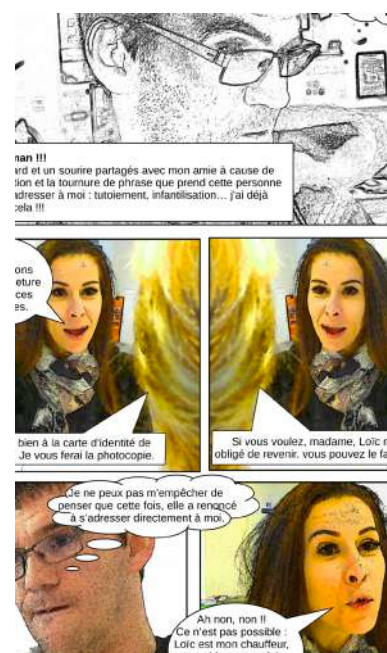 man !!!
ard et un sourire partagés avec mon amie à cause de
tion et la tournure de phrase que prend cette personne
adresser à moi : tutoiement, infantilisation… j'ai déjà
cela !!!
ons
eture
ces
es.
bien à la carte d'identité de
Je vous ferai la photocopie.
Si vous voulez, madame, Loïc n
obligé de revenir. vous pouvez le fa
Je ne peux pas m'empêcher de
penser que cette fois, elle a renoncé
à s'adresser directement à moi.
Ah non, non !!
Ce n'est pas possible :
Loïc est mon chauffeur,